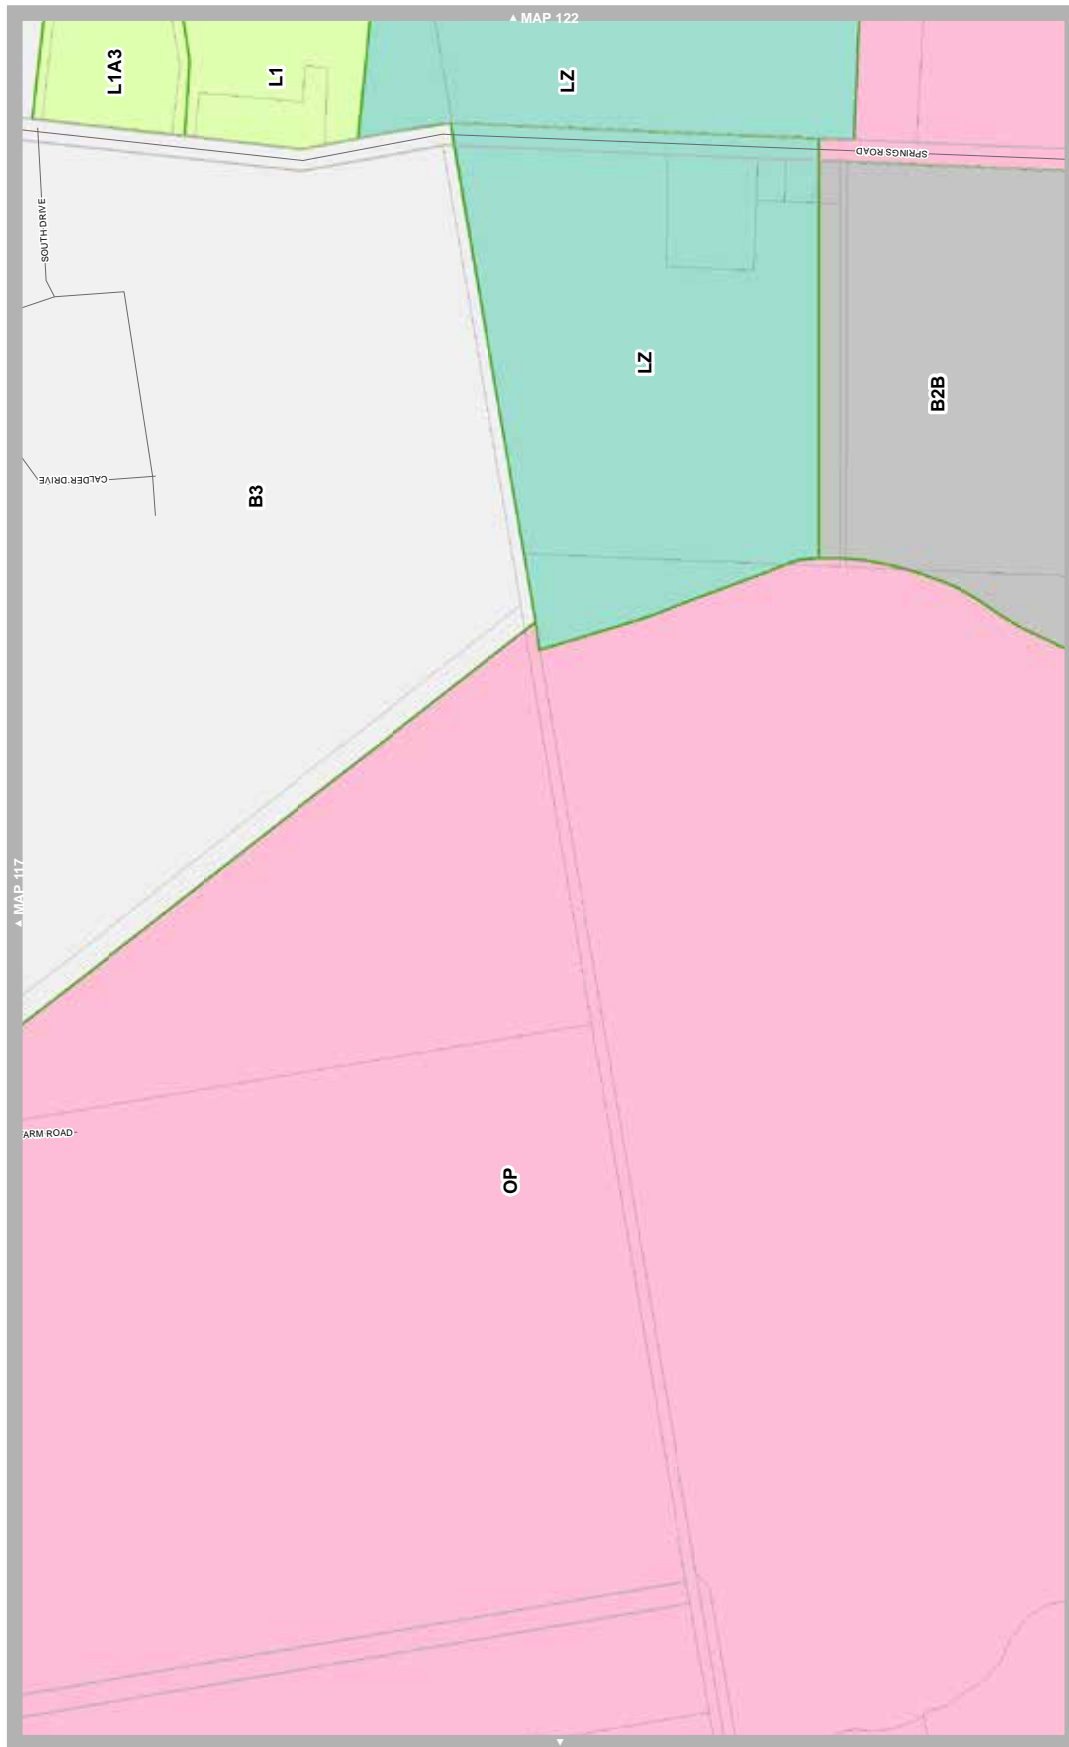 ▲ MAP 122
L1A3
L1
LZ
SPRINGS ROAD
SOUTH DRIVE
LZ
B2B
CALDER DRIVE
B3
▲ MAP 117
ARM ROAD
OP